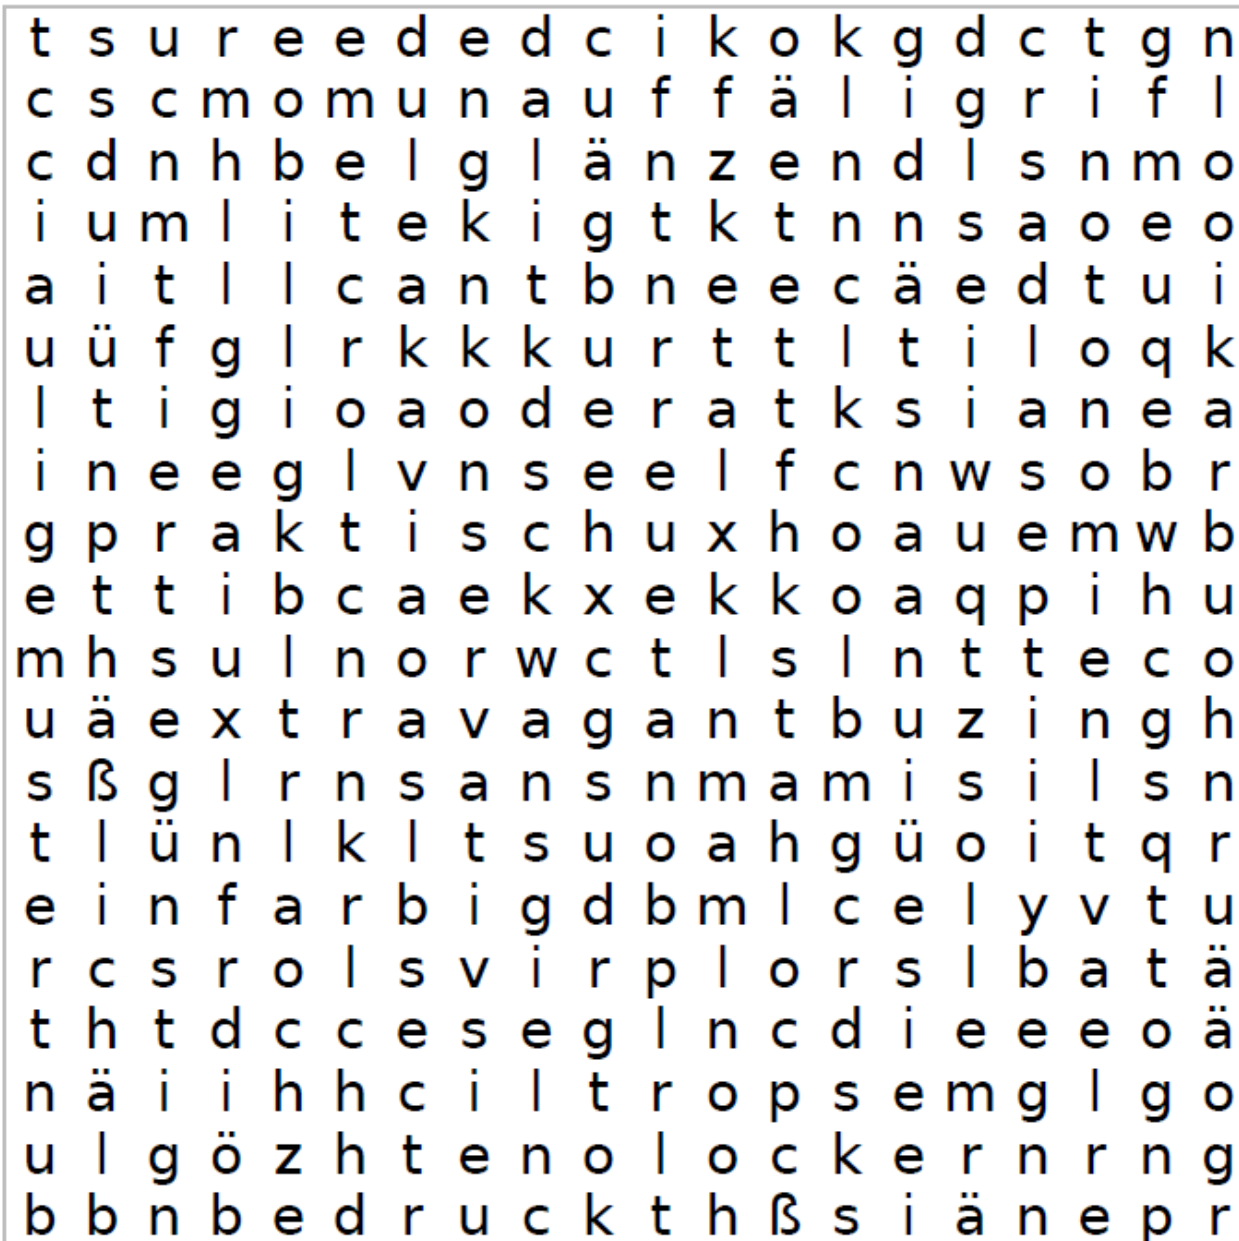 t s u r e e d e d c i k o k g d c t g n
c s c m o m u n a u f f ä l i g r i f l
c d n h b e l g l ä n z e n d l s n m o
i u m l i t e k i g t k t n n s a o e o
a i t l l c a n t b n e e c ä e d t u i
u ü f g l r k k k u r t t l t i l o q k
l t i g i o a o d e r a t k s i a n e a
i n e e g l v n s e e l f c n w s o b r
g p r a k t i s c h u x h o a u e m w b
e t t i b c a e k x e k k o a q p i h u
m h s u l n o r w c t l s l n t t e c o
u ä e x t r a v a g a n t b u z i n g h
s ß g l r n s a n s n m a m i s i l s n
t l ü n l k l t s u o a h g ü o i t q r
e i n f a r b i g d b m l c e l y v t u
r c s r o l s v i r p l o r s l b a t ä
t h t d c c e s e g l n c d i e e e o ä
n ä i i h h c i l t r o p s e m g l g o
u l g ö z h t e n o l o c k e r n r n g
b b n b e d r u c k t h ß s i ä n e p r